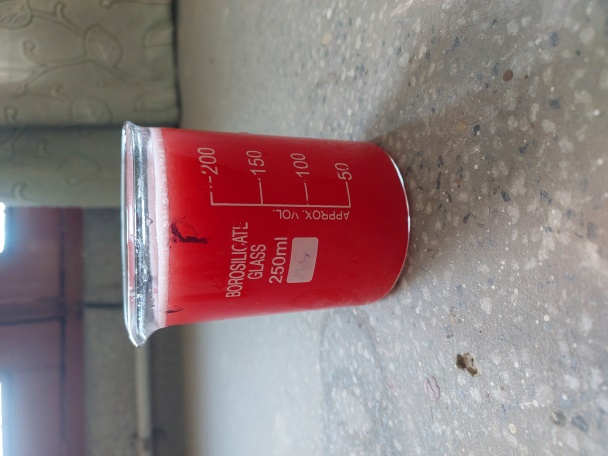 200
150
100
50
APPROX. VOL.
BOROSILICATE
GLASS
250ml